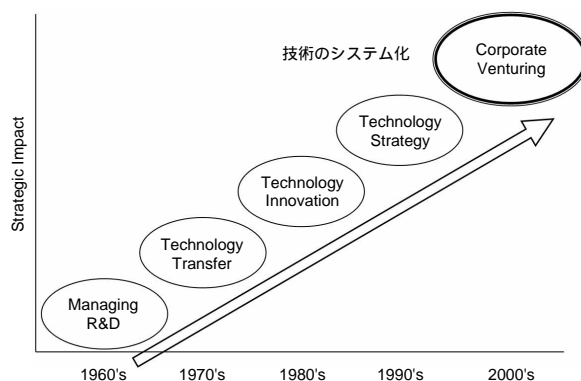 技術のシステム化
Corporate
Venturing
Technology
Strategy
Technology
Innovation
Technology
Transfer
Managing
R&D
Strategic Impact
1960's 1970's 1980's 1990's 2000's